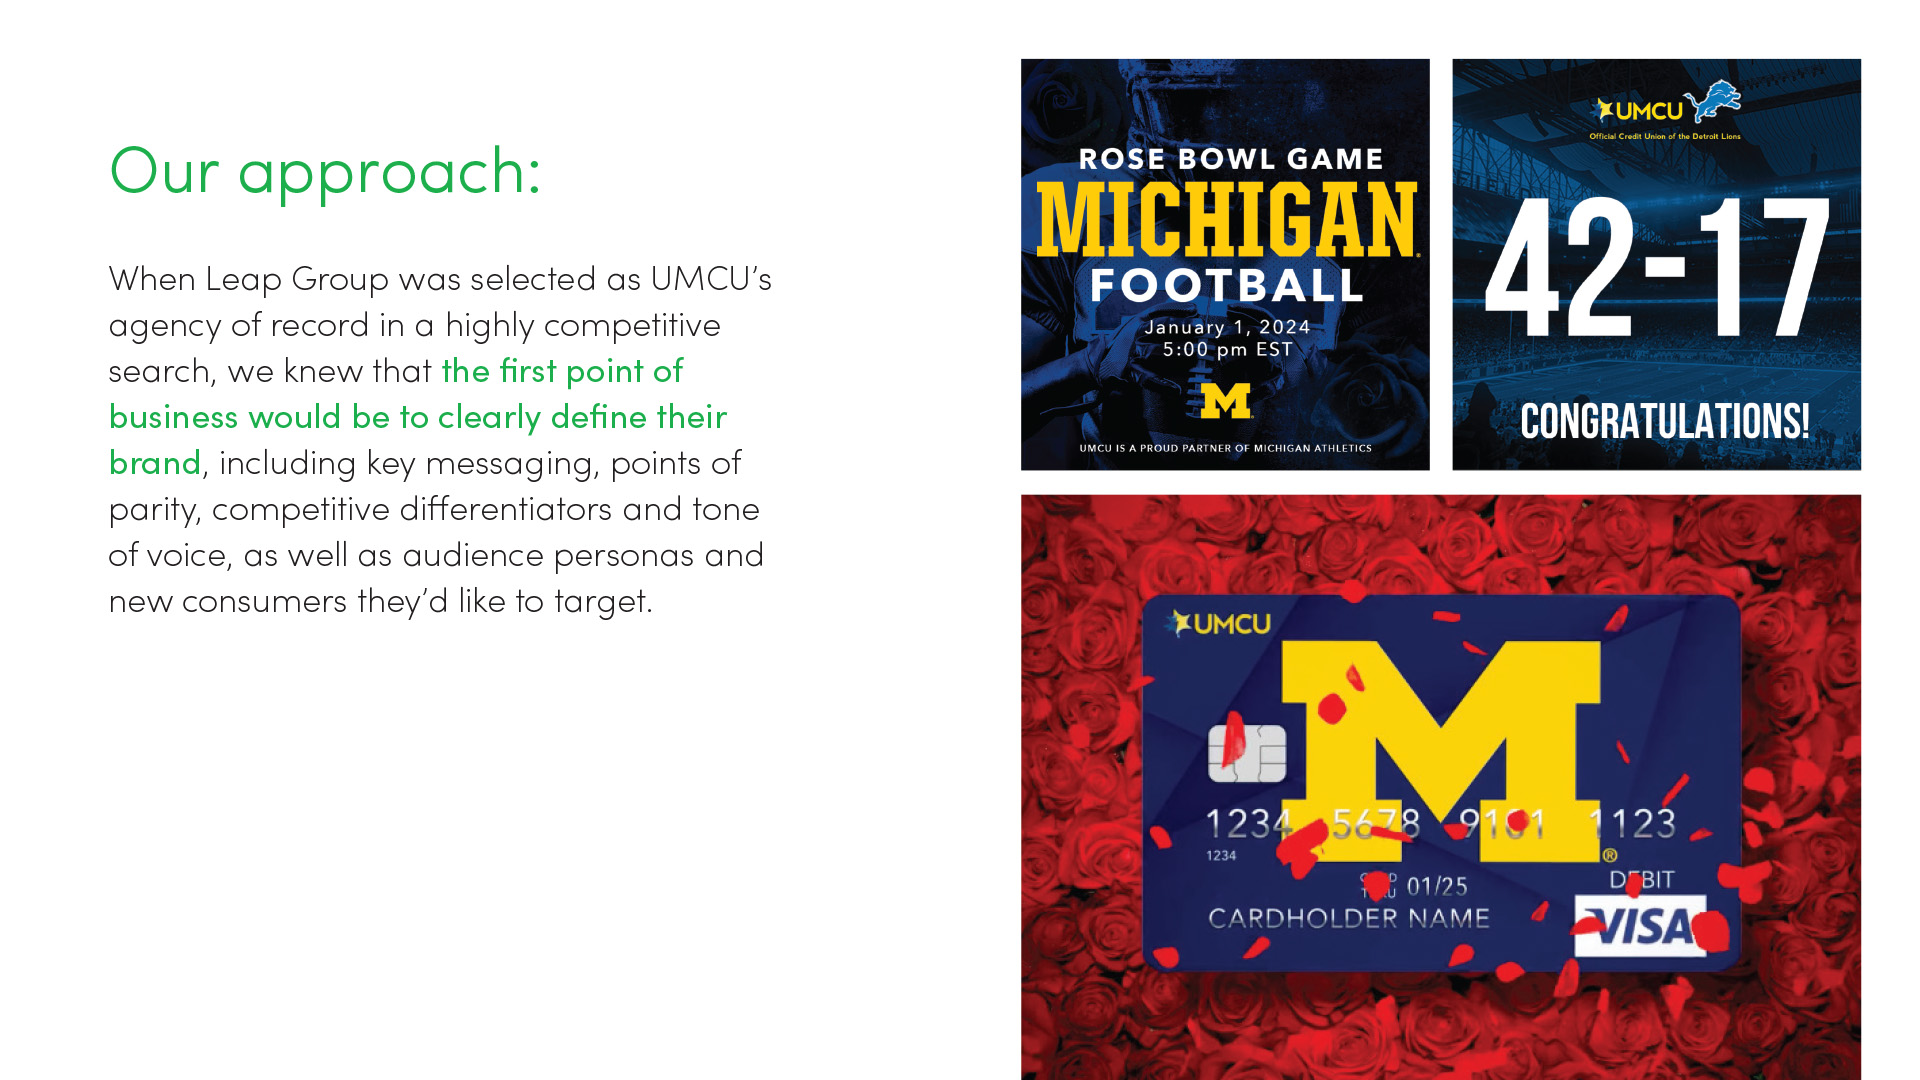 Our approach:
When Leap Group was selected as UMCU’s
agency of record in a highly competitive
search, we knew that the first point of
business would be to clearly define their
brand, including key messaging, points of
parity, competitive differentiators and tone
of voice, as well as audience personas and
new consumers they’d like to target.
ROSE BOWL GAME
MICHIGAN
FOOTBALL
January 1, 2024
5:00 pm EST
M
UMCU IS A PROUD PARTNER OF MICHIGAN ATHLETICS
UMCU
Official Credit Union of the Detroit Lions
42-17
CONGRATULATIONS!
UMCU
M®
1234 5678 9101 1123
1234
01/25
DEBIT
CARDHOLDER NAME
VISA